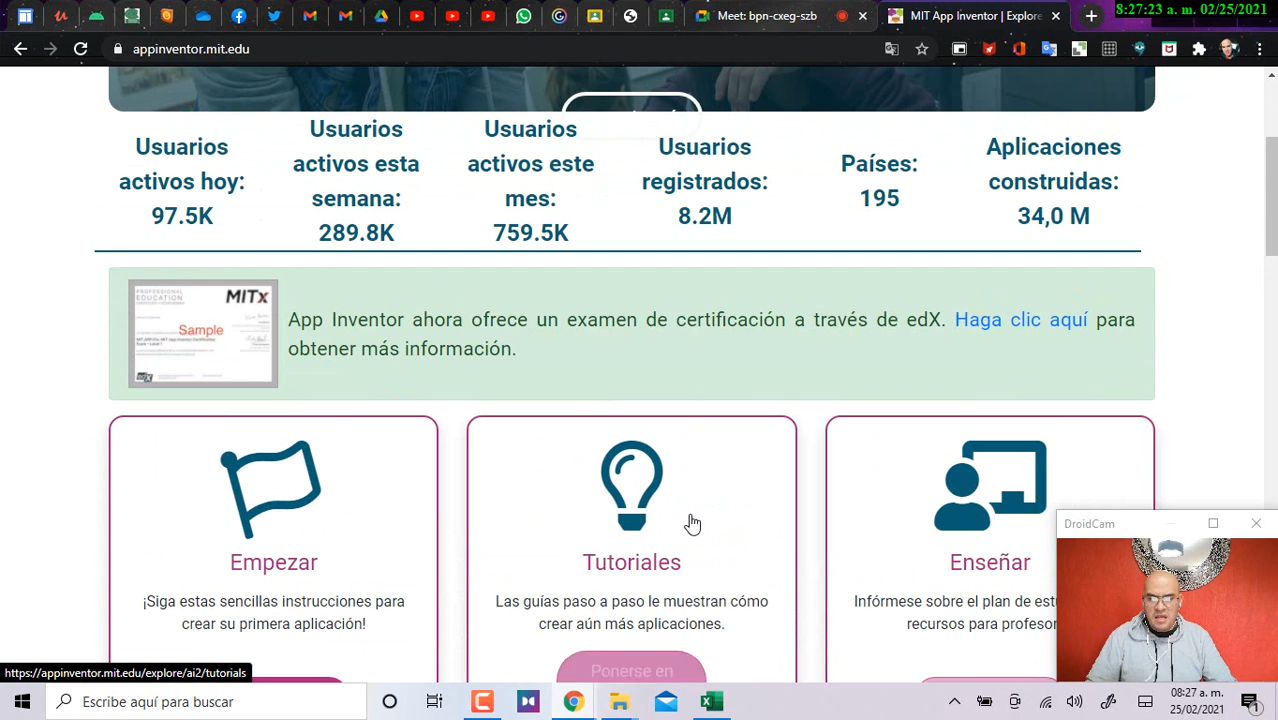 Meet: bpn-cxeg-szb
MIT App Inventor | Explore
8:27:23 a. m. 02/25/2021
appinventor.mit.edu
Usuarios activos hoy:
97.5K
Usuarios activos esta semana:
289.8K
Usuarios activos este mes:
759.5K
Usuarios registrados:
8.2M
Países:
195
Aplicaciones construidas:
34,0 M
PROFESSIONAL
EDUCATION
MITx
Sample
App Inventor ahora ofrece un examen de certificación a través de edX. Haga clic aquí para
obtener más información.
Empezar
¡Siga estas sencillas instrucciones para
crear su primera aplicación!
Tutoriales
Las guías paso a paso le muestran cómo
crear aún más aplicaciones.
Ponerse en
Enseñar
Infórmese sobre el plan de
recursos para
DroidCam
https://appinventor.mit.edu/explore/ai2/tutorials
Escribe aquí para buscar
08:27 a. m.
25/02/2021